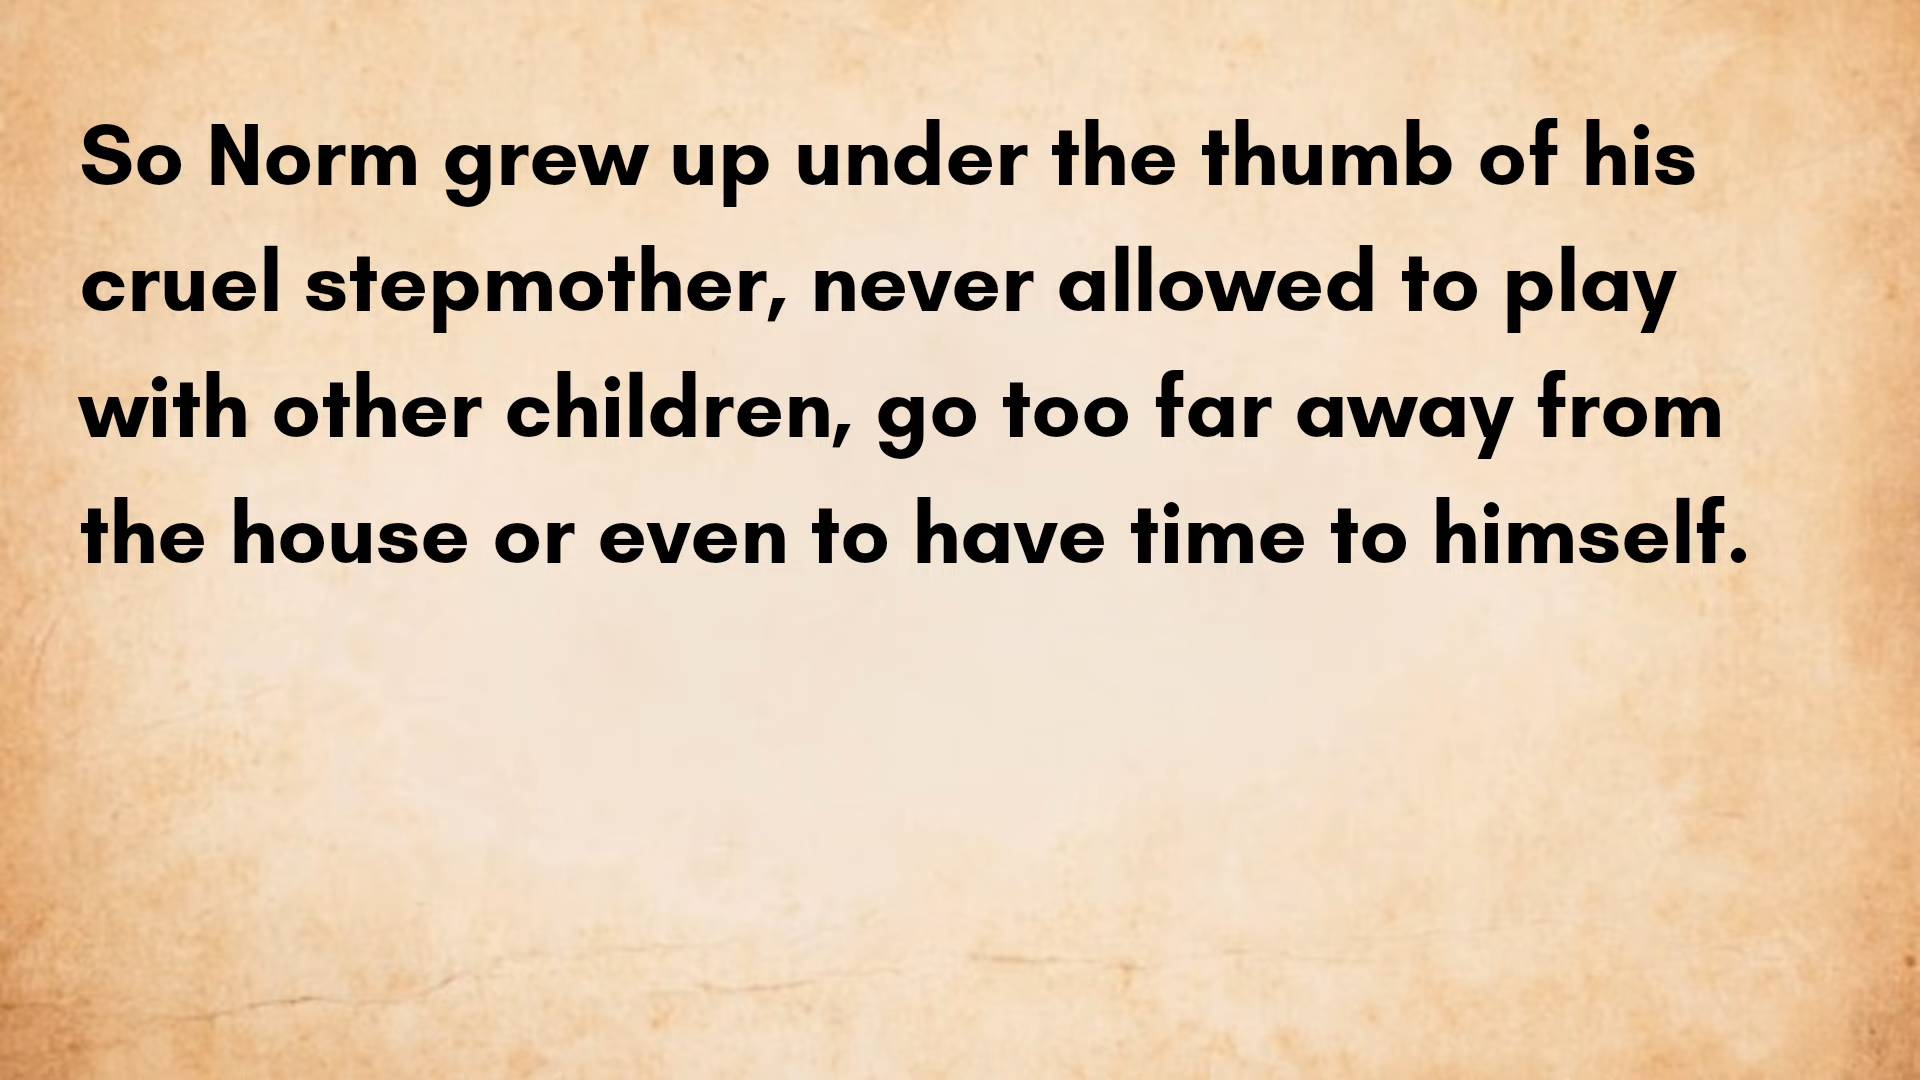 So Norm grew up under the thumb of his
cruel stepmother, never allowed to play
with other children, go too far away from
the house or even to have time to himself.